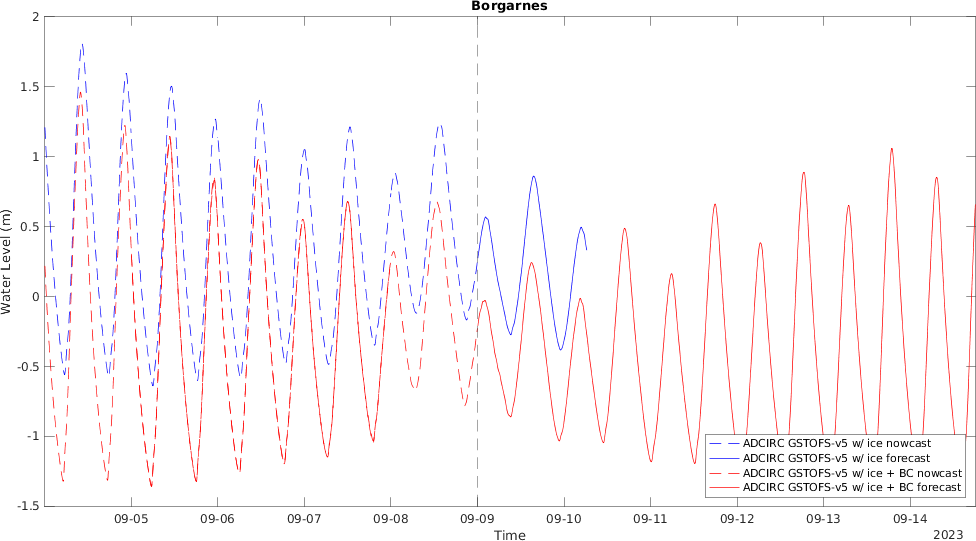 Borgarnes
2
1.5
1
0.5
0
-0.5
-1
-1.5
Water Level (m)
ADCIRC GSTOFS-v5 w/ ice nowcast
ADCIRC GSTOFS-v5 w/ ice forecast
ADCIRC GSTOFS-v5 w/ ice + BC nowcast
ADCIRC GSTOFS-v5 w/ ice + BC forecast
09-05 09-06 09-07 09-08 09-09 09-10 09-11 09-12 09-13 09-14
Time
2023